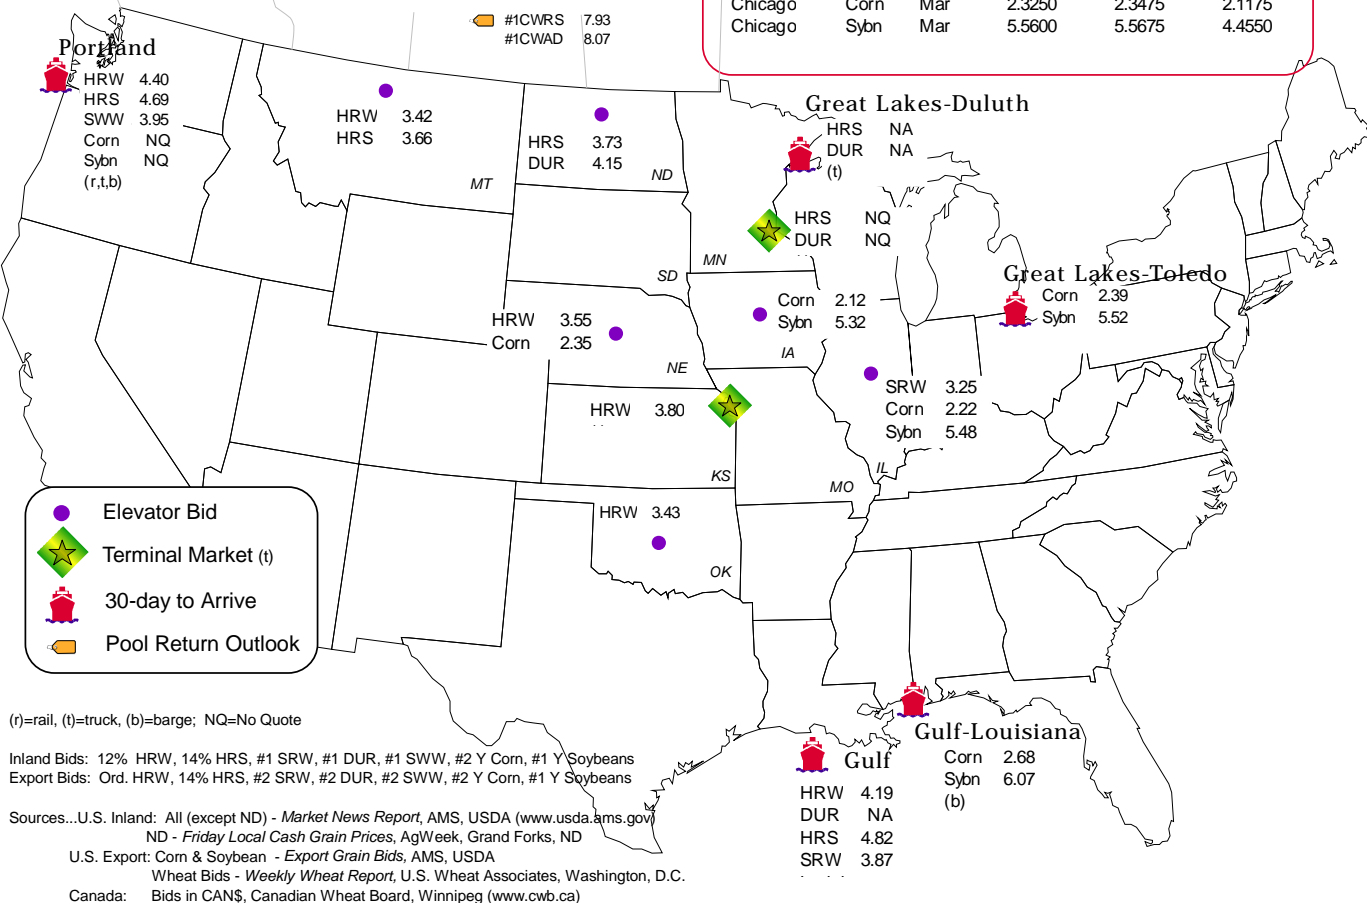 Chicago Corn Mar 2.3250 2.3475 2.1175
Chicago Sybn Mar 5.5600 5.5675 4.4550
#1CWRS 7.93
#1CWAD 8.07
Portland
HRW 4.40
HRS 4.69
SWW 3.95
Corn NQ
Sybn NQ
(r,t,b)
HRW 3.42
HRS 3.66
MT
HRS 3.73
DUR 4.15
ND
Great Lakes-Duluth
HRS NA
DUR NA
(t)
HRS NQ
DUR NQ
MN
SD
Great Lakes-Toledo
Corn 2.39
Sybn 5.52
HRW 3.55
Corn 2.35
NE
Corn 2.12
Sybn 5.32
IA
SRW 3.25
Corn 2.22
Sybn 5.48
IL
HRW 3.80
KS
MO
HRW 3.43
OK
Elevator Bid
Terminal Market (t)
30-day to Arrive
Pool Return Outlook
Gulf-Louisiana
Corn 2.68
Sybn 6.07
(b)
Gulf
HRW 4.19
DUR NA
HRS 4.82
SRW 3.87
(r)=rail, (t)=truck, (b)=barge; NQ=No Quote
Inland Bids: 12% HRW, 14% HRS, #1 SRW, #1 DUR, #1 SWW, #2 Y Corn, #1 Y Soybeans
Export Bids: Ord. HRW, 14% HRS, #2 SRW, #2 DUR, #2 SWW, #2 Y Corn, #1 Y Soybeans
Sources...U.S. Inland: All (except ND) - Market News Report, AMS, USDA (www.usda.ams.gov)
ND - Friday Local Cash Grain Prices, AgWeek, Grand Forks, ND
U.S. Export: Corn & Soybean - Export Grain Bids, AMS, USDA
Wheat Bids - Weekly Wheat Report, U.S. Wheat Associates, Washington, D.C.
Canada: Bids in CAN$, Canadian Wheat Board, Winnipeg (www.cwb.ca)